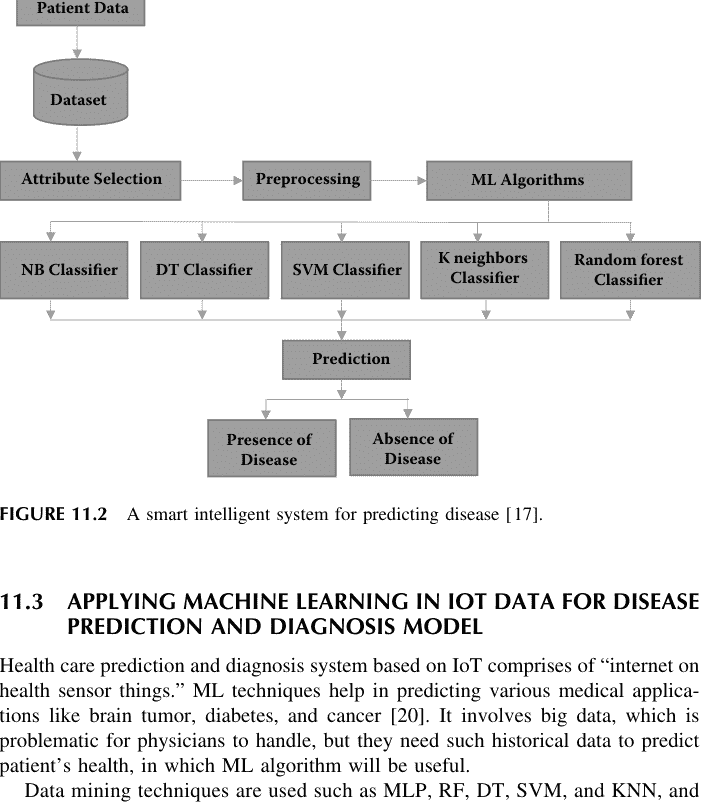 Patient Data
Dataset
Attribute Selection
Preprocessing
ML Algorithms
NB Classifier
DT Classifier
SVM Classifier
K neighbors
Classifier
Random forest
Classifier
Prediction
Presence of
Disease
Absence of
Disease
FIGURE 11.2 A smart intelligent system for predicting disease [17].
11.3 APPLYING MACHINE LEARNING IN IOT DATA FOR DISEASE
PREDICTION AND DIAGNOSIS MODEL
Health care prediction and diagnosis system based on IoT comprises of “internet on
health sensor things.” ML techniques help in predicting various medical applica-
tions like brain tumor, diabetes, and cancer [20]. It involves big data, which is
problematic for physicians to handle, but they need such historical data to predict
patient’s health, in which ML algorithm will be useful.
Data mining techniques are used such as MLP, RF, DT, SVM, and KNN, and